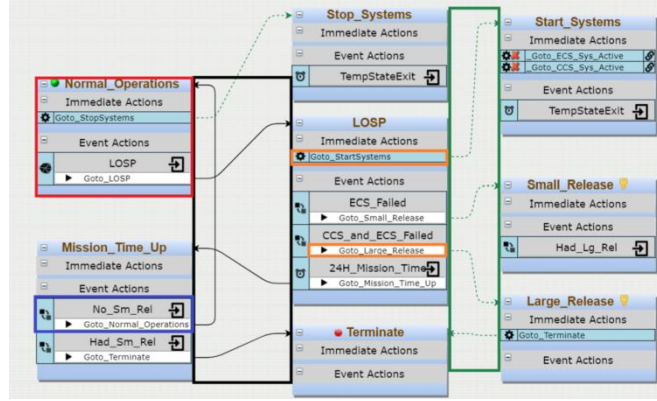 Normal_Operations
Immediate Actions
Goto_StopSystems
Event Actions
LOSP
Goto_LOSP
Mission_Time_Up
Immediate Actions
Event Actions
No_Sm_Rel
Goto_Normal_Operations
Had_Sm_Rel
Goto_Terminate
Stop_Systems
Immediate Actions
Event Actions
TempStateExit
LOSP
Immediate Actions
Goto_StartSystems
Event Actions
ECS_Failed
Goto_Small_Release
CCS_and_ECS_Failed
Goto_Large_Release
24H_Mission_Time
Goto_Mission_Time_Up
Terminate
Immediate Actions
Event Actions
Start_Systems
Immediate Actions
_Goto_ECS_Sys_Active
_Goto_CCS_Sys_Active
Event Actions
TempStateExit
Small_Release
Immediate Actions
Event Actions
Had_Lg_Rel
Large_Release
Immediate Actions
Goto_Terminate
Event Actions